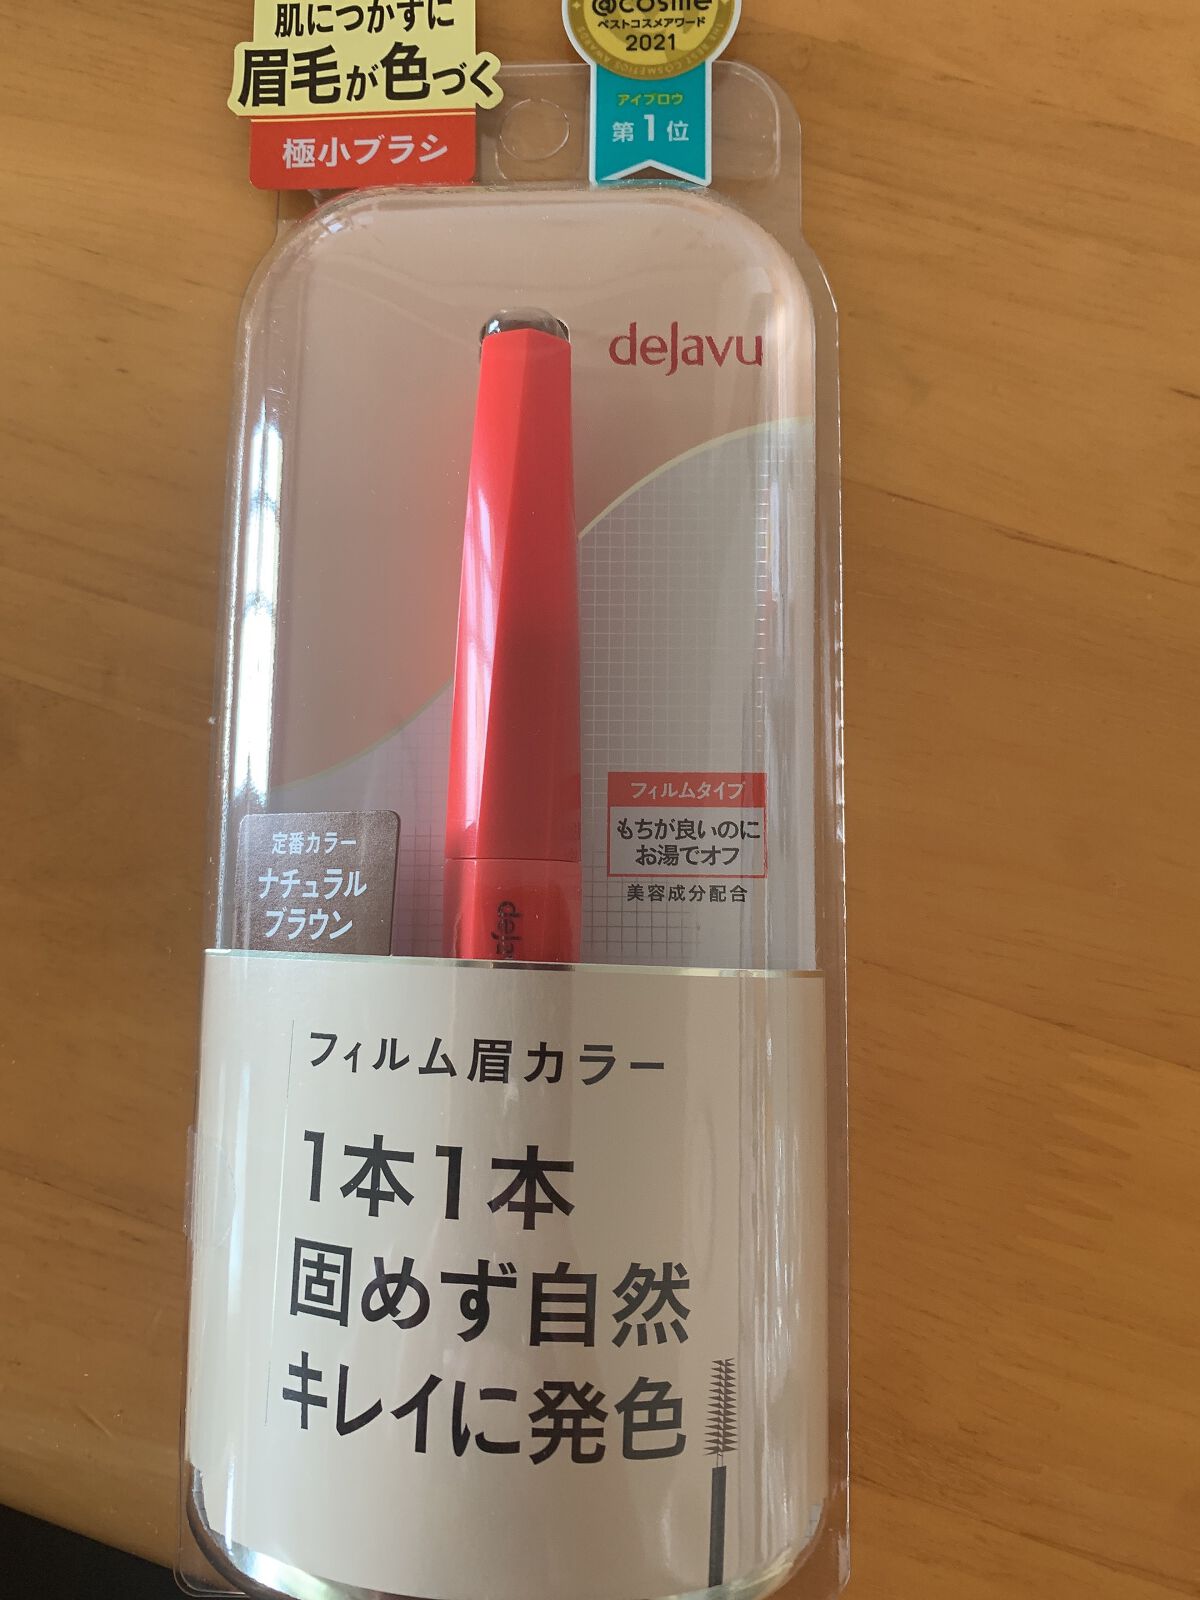 肌につかずに
眉毛が色づく
極小ブラシ
@cosme
ベストコスメアワード
2021
THE BEST COSMETICS AWARDS
アイブロウ
第1位
dejavu
フィルムタイプ
もちが良いのに
お湯でオフ
美容成分配合
定番カラー
ナチュラル
ブラウン
フィルム眉カラー
1本1本
固めず自然
キレイに発色